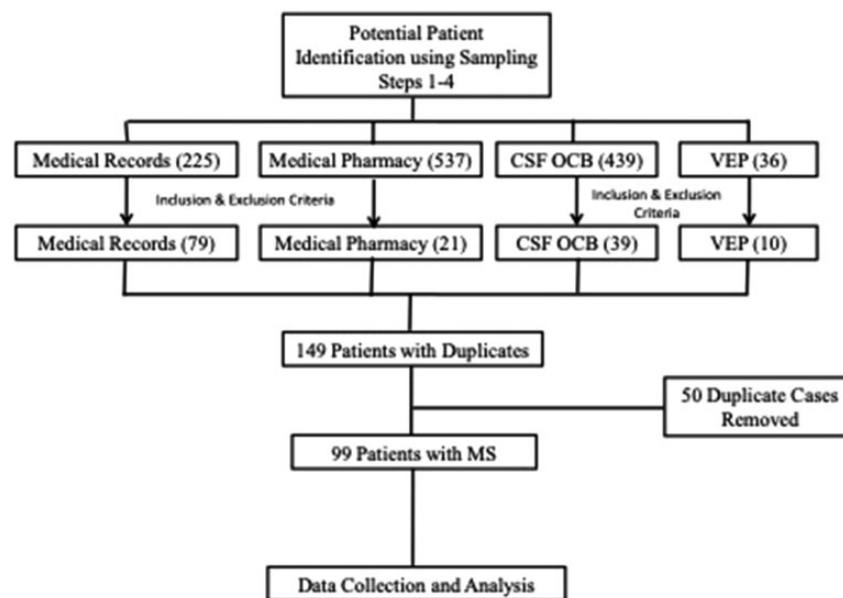 Potential Patient
Identification using Sampling
Steps 1-4
Medical Records (225)
Medical Pharmacy (537)
CSF OCB (439)
VEP (36)
Inclusion & Exclusion Criteria
Inclusion & Exclusion
Criteria
Medical Records (79)
Medical Pharmacy (21)
CSF OCB (39)
VEP (10)
149 Patients with Duplicates
50 Duplicate Cases
Removed
99 Patients with MS
Data Collection and Analysis